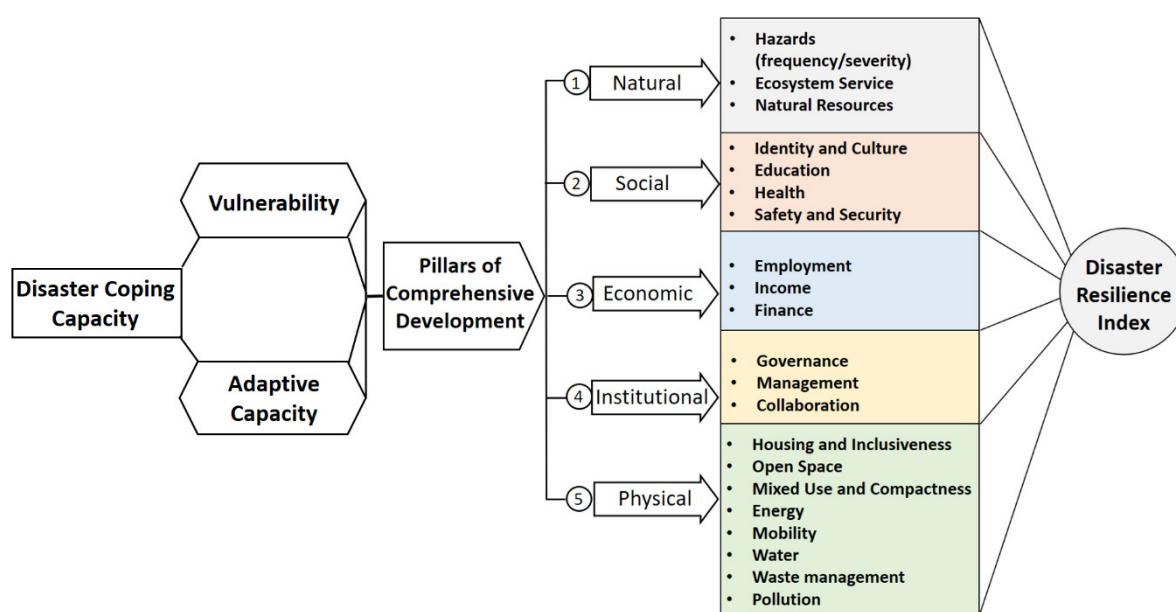 Disaster Coping
Capacity
Vulnerability
Adaptive
Capacity
Pillars of
Comprehensive
Development
1 Natural
• Hazards
(frequency/severity)
• Ecosystem Service
• Natural Resources
2 Social
• Identity and Culture
• Education
• Health
• Safety and Security
3 Economic
• Employment
• Income
• Finance
4 Institutional
• Governance
• Management
• Collaboration
5 Physical
• Housing and Inclusiveness
• Open Space
• Mixed Use and Compactness
• Energy
• Mobility
• Water
• Waste management
• Pollution
Disaster
Resilience
Index